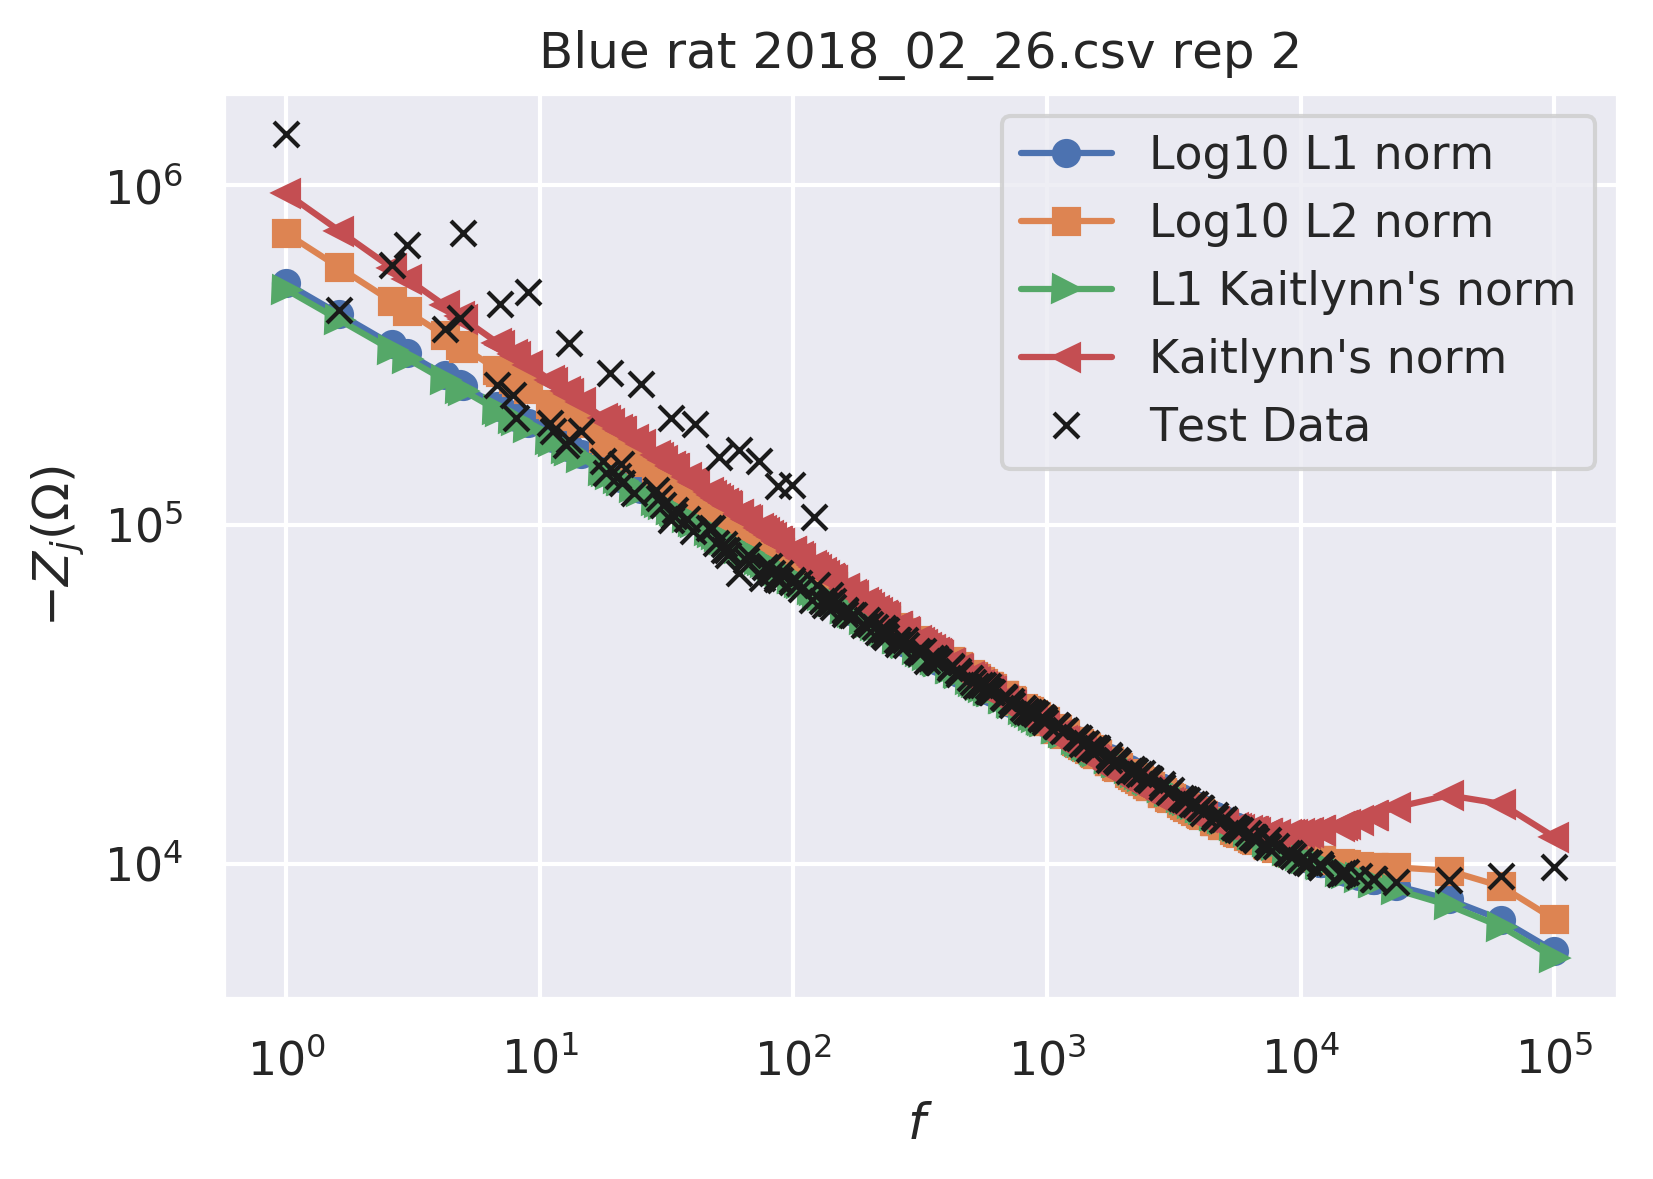 Blue rat 2018_02_26.csv rep 2
Log10 L1 norm
Log10 L2 norm
L1 Kaitlynn's norm
Kaitlynn's norm
Test Data
−Z_j(Ω)
10^6
10^5
10^4
10^0 10^1 10^2 10^3 10^4 10^5
f